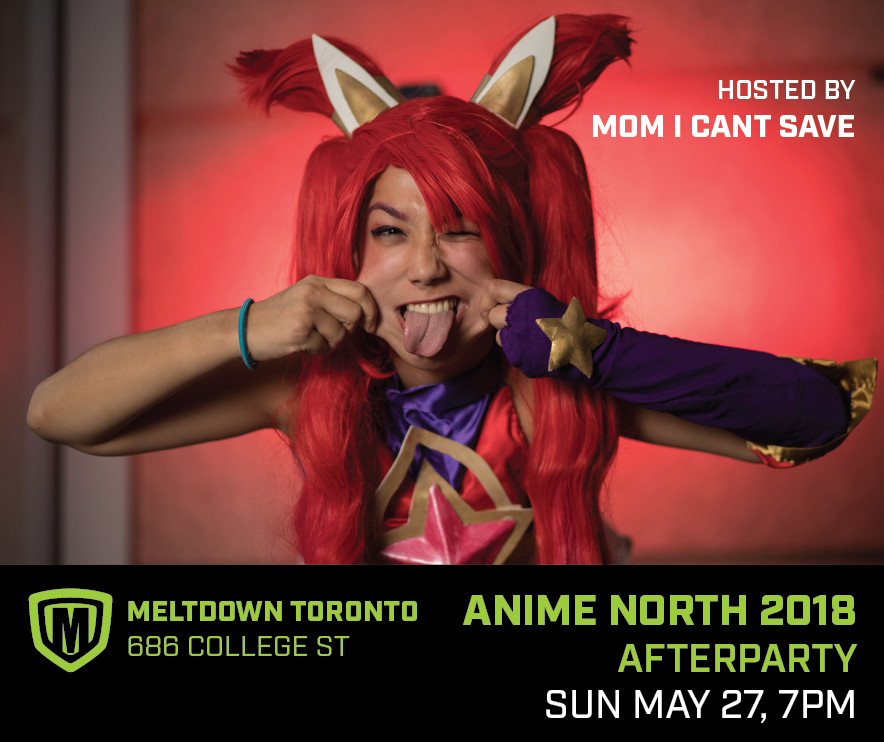 HOSTED BY
MOM I CANT SAVE
M
MELTDOWN TORONTO
686 COLLEGE ST
ANIME NORTH 2018
AFTERPARTY
SUN MAY 27, 7PM